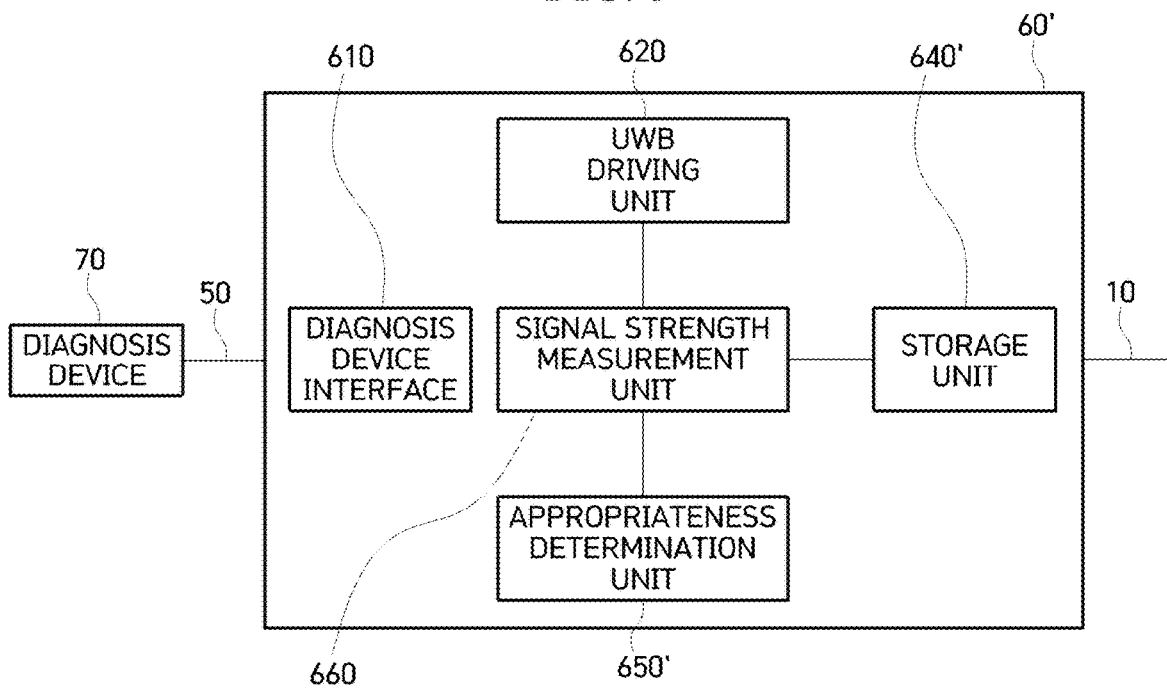 60'
610
620
640'
UWB
DRIVING
UNIT
70
50
10
DIAGNOSIS
DEVICE
DIAGNOSIS
DEVICE
INTERFACE
SIGNAL STRENGTH
MEASUREMENT
UNIT
STORAGE
UNIT
APPROPRIATENESS
DETERMINATION
UNIT
660
650'